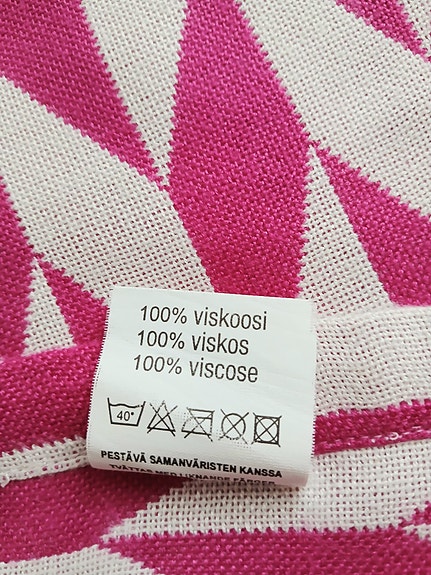 100% viskoosi
100% viskos
100% viscose
40°
PESTÄVÄ SAMANVÄRISTEN KANSSA
TVÄTTAS MED LIKNANDE FÄRGER